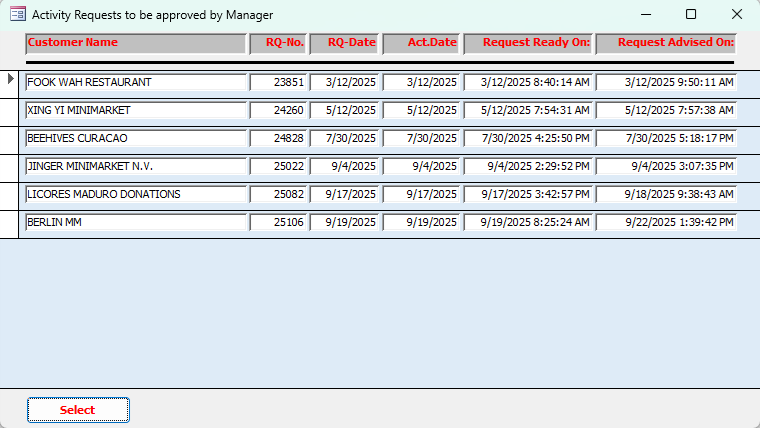 Activity Requests to be approved by Manager
Customer Name RQ-No. RQ-Date Act.Date Request Ready On: Request Advised On:
FOOK WAH RESTAURANT 23851 3/12/2025 3/12/2025 3/12/2025 8:40:14 AM 3/12/2025 9:50:11 AM
XING YI MINIMARKET 24260 5/12/2025 5/12/2025 5/12/2025 7:54:31 AM 5/12/2025 7:57:38 AM
BEEHIVES CURACAO 24828 7/30/2025 7/30/2025 7/30/2025 4:25:50 PM 7/30/2025 5:18:17 PM
JINGER MINIMARKET N.V. 25022 9/4/2025 9/4/2025 9/4/2025 2:29:52 PM 9/4/2025 3:07:35 PM
LICORES MADURO DONATIONS 25082 9/17/2025 9/17/2025 9/17/2025 3:42:57 PM 9/18/2025 9:38:43 AM
BERLIN MM 25106 9/19/2025 9/19/2025 9/19/2025 8:25:24 AM 9/22/2025 1:39:42 PM
Select